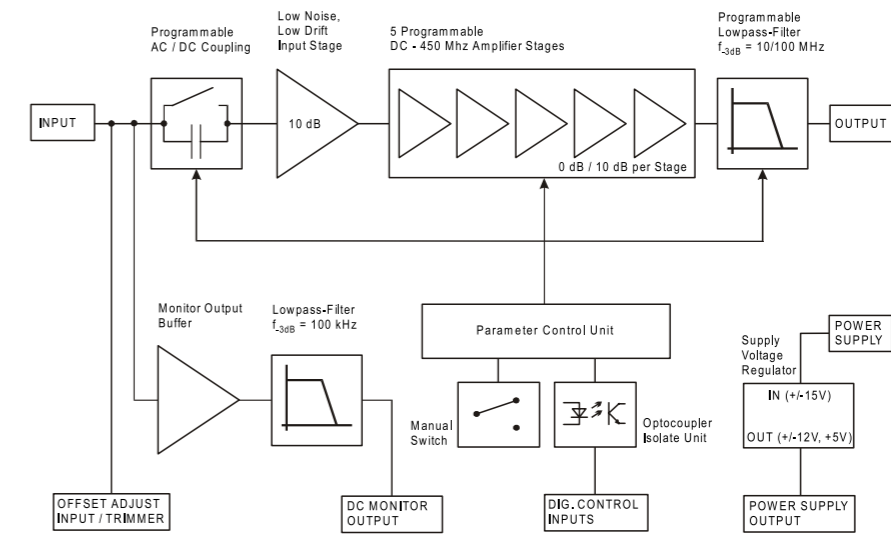 Programmable
AC / DC Coupling
Low Noise,
Low Drift
Input Stage
5 Programmable
DC - 450 Mhz Amplifier Stages
Programmable
Lowpass-Filter
f-3dB = 10/100 MHz
INPUT
10 dB
0 dB / 10 dB per Stage
OUTPUT
Monitor Output
Buffer
Lowpass-Filter
f-3dB = 100 kHz
Parameter Control Unit
Supply
Voltage
Regulator
POWER
SUPPLY
IN (+/-15V)
OUT (+/-12V, +5V)
Manual
Switch
Optocoupler
Isolate Unit
OFFSET ADJUST
INPUT / TRIMMER
DC MONITOR
OUTPUT
DIG. CONTROL
INPUTS
POWER SUPPLY
OUTPUT